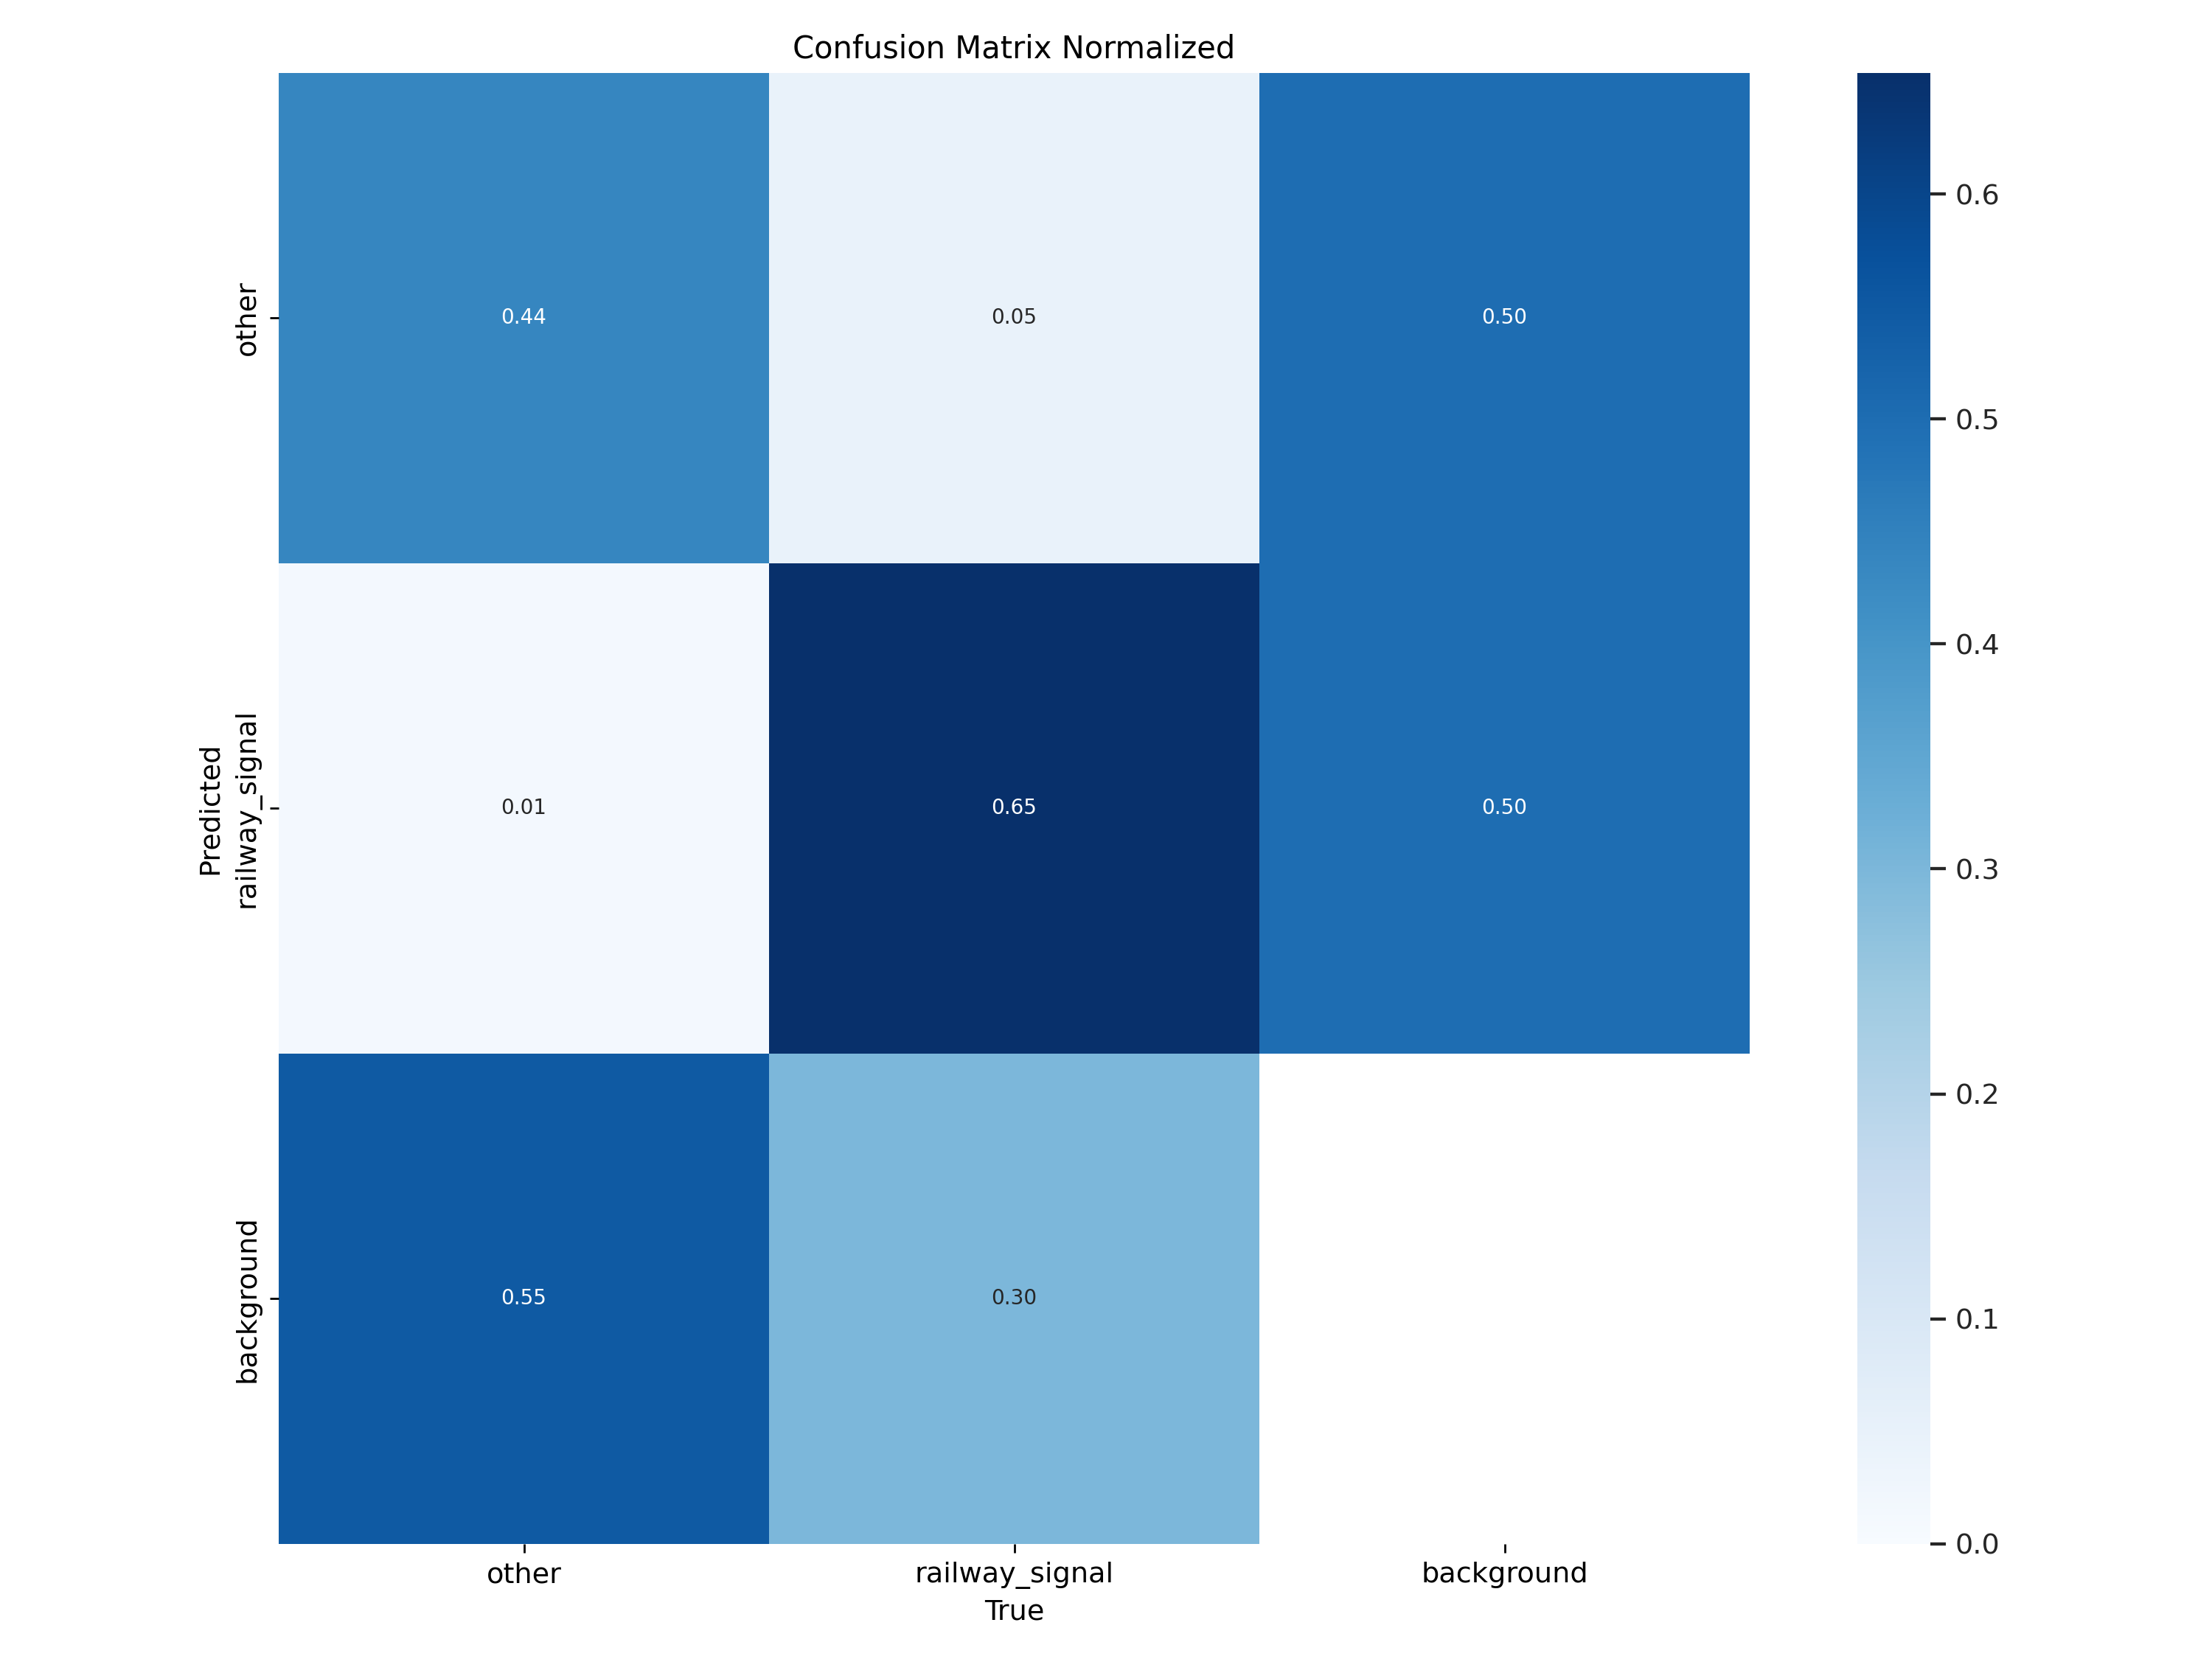 Confusion Matrix Normalized
Predicted
other
railway_signal
background
0.44
0.05
0.50
0.01
0.65
0.50
0.55
0.30
other
railway_signal
background
True
0.6
0.5
0.4
0.3
0.2
0.1
0.0